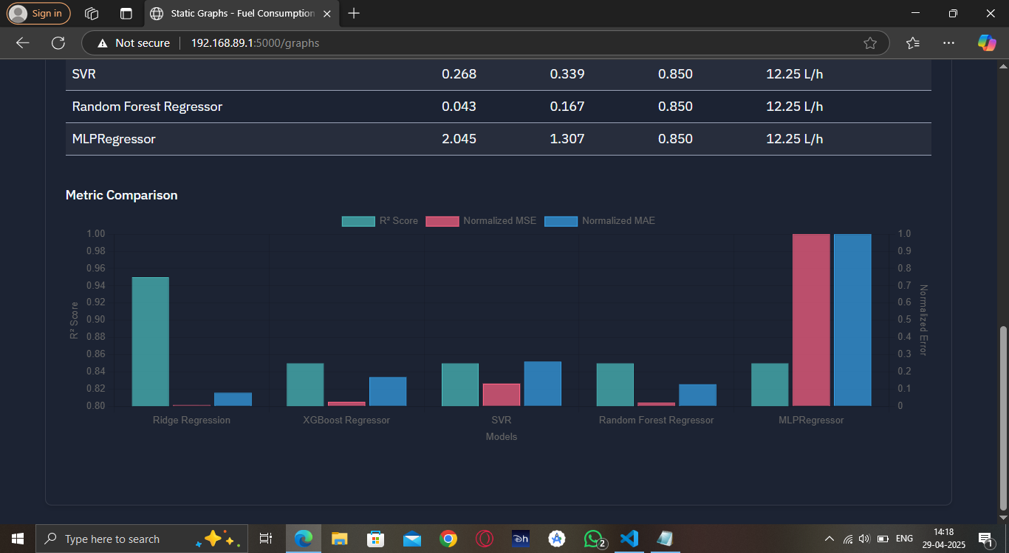 Sign in
Static Graphs - Fuel Consumption
Not secure
192.168.89.1:5000/graphs
SVR 0.268 0.339 0.850 12.25 L/h
Random Forest Regressor 0.043 0.167 0.850 12.25 L/h
MLPRegressor 2.045 1.307 0.850 12.25 L/h
Metric Comparison
R² Score Normalized MSE Normalized MAE
1.00 1.0
0.98 0.9
0.96 0.8
0.94 0.7
0.92 0.6
0.90 0.5
0.88 0.4
0.86 0.3
0.84 0.2
0.82 0.1
0.80 0
R² Score
Normalized Error
Ridge Regression XGBoost Regressor SVR Random Forest Regressor MLPRegressor
Models
Type here to search
2
ENG
14:18
29-04-2025
1